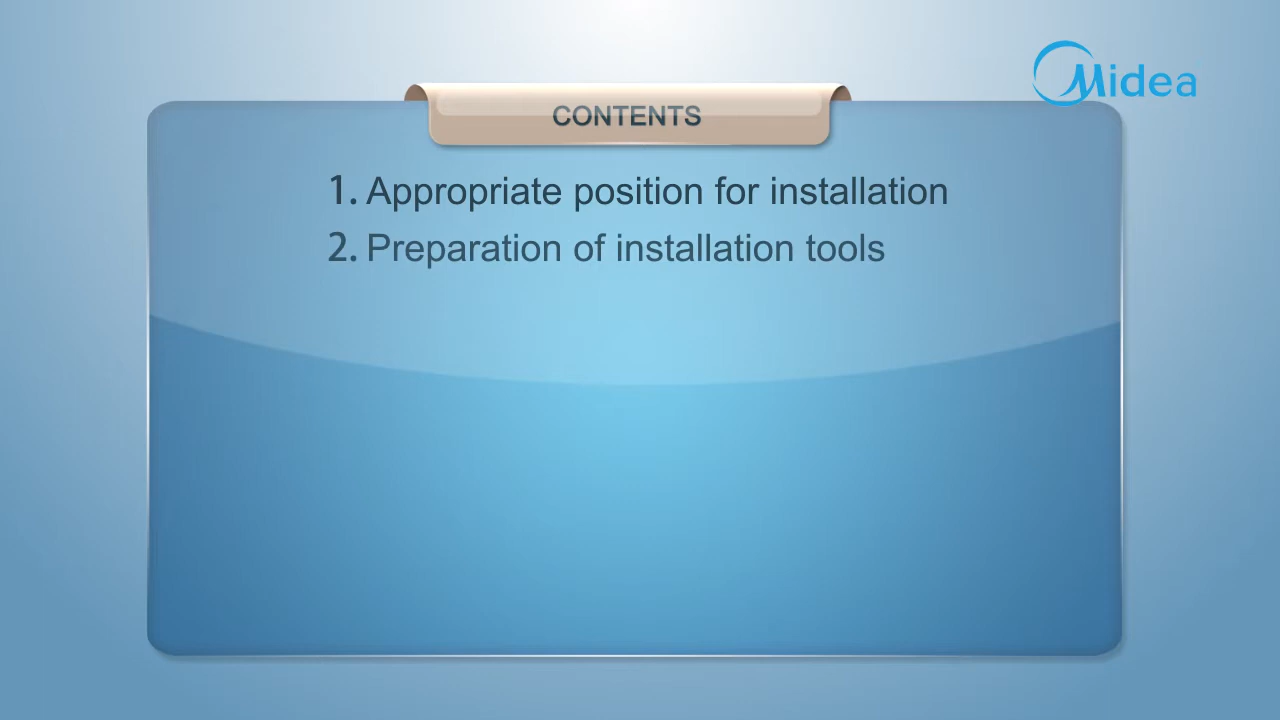 Midea
CONTENTS
1. Appropriate position for installation
2. Preparation of installation tools